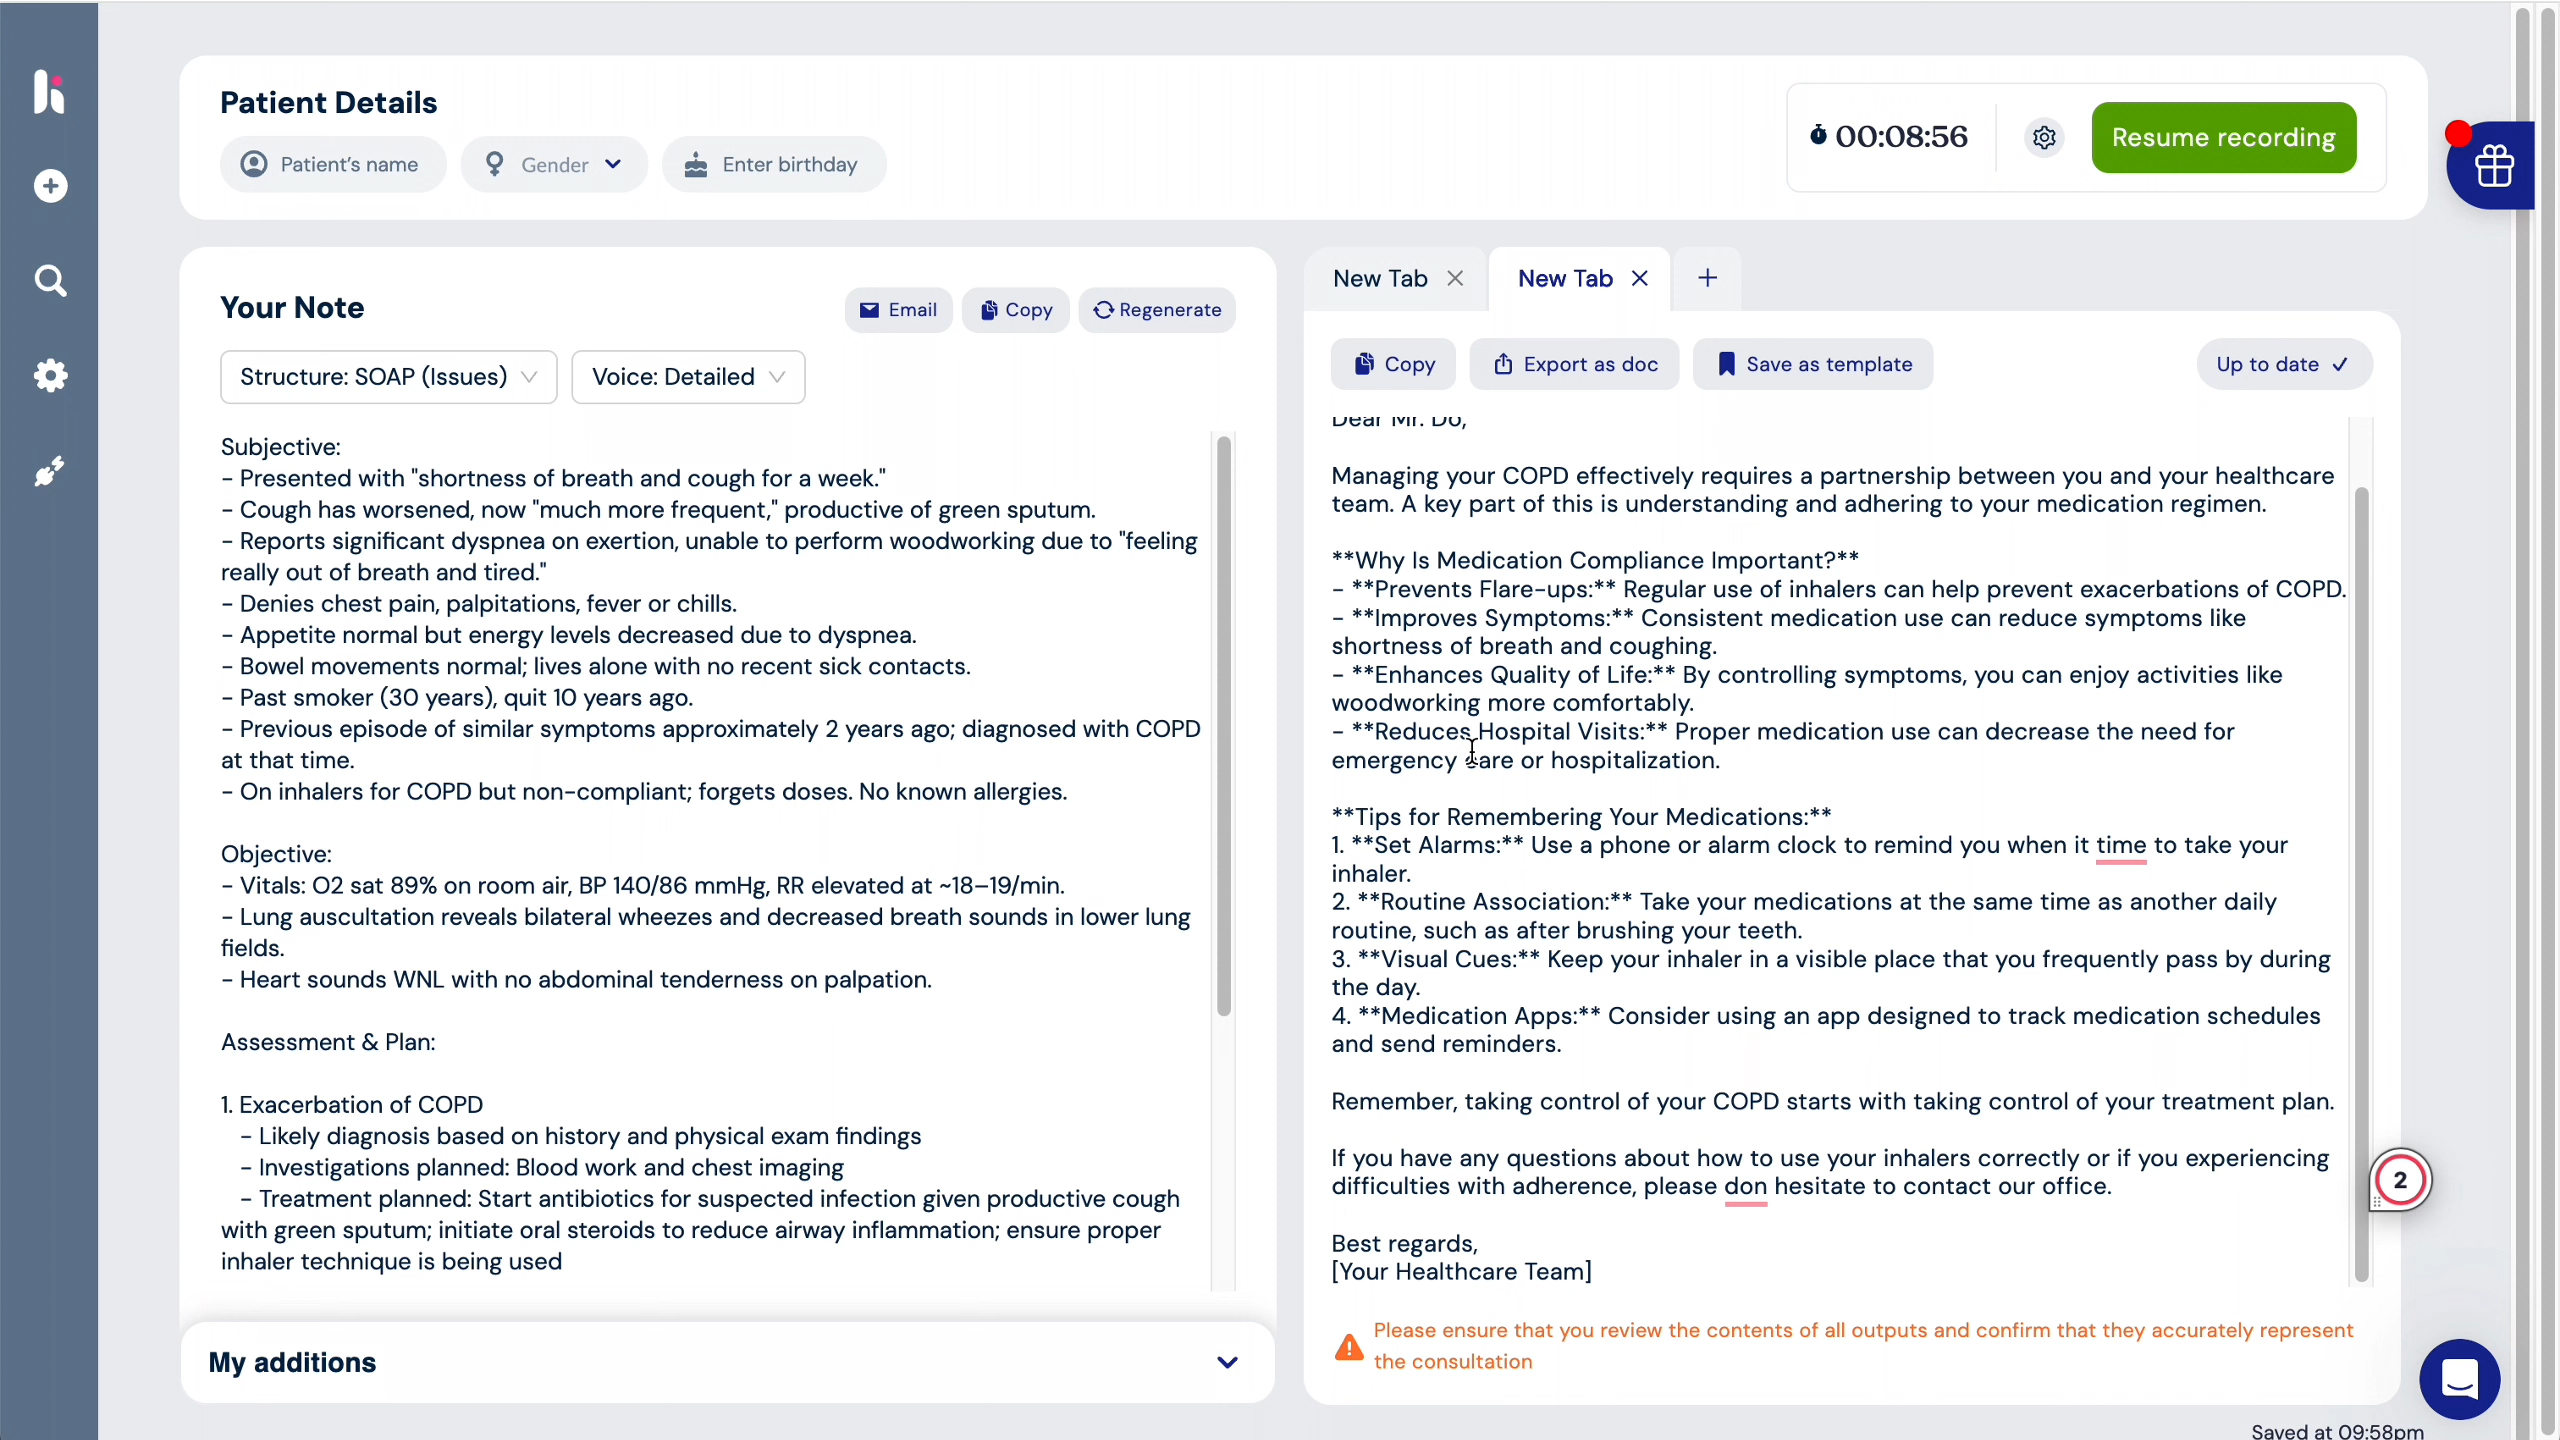 Patient Details
Patient's name
Gender
Enter birthday
00:08:56
Resume recording
Your Note
Email
Copy
Regenerate
Structure: SOAP (Issues)
Voice: Detailed
Subjective:
- Presented with "shortness of breath and cough for a week."
- Cough has worsened, now "much more frequent," productive of green sputum.
- Reports significant dyspnea on exertion, unable to perform woodworking due to "feeling
really out of breath and tired."
- Denies chest pain, palpitations, fever or chills.
- Appetite normal but energy levels decreased due to dyspnea.
- Bowel movements normal; lives alone with no recent sick contacts.
- Past smoker (30 years), quit 10 years ago.
- Previous episode of similar symptoms approximately 2 years ago; diagnosed with COPD
at that time.
- On inhalers for COPD but non-compliant; forgets doses. No known allergies.
Objective:
- Vitals: O2 sat 89% on room air, BP 140/86 mmHg, RR elevated at ~18–19/min.
- Lung auscultation reveals bilateral wheezes and decreased breath sounds in lower lung
fields.
- Heart sounds WNL with no abdominal tenderness on palpation.
Assessment & Plan:
1. Exacerbation of COPD
- Likely diagnosis based on history and physical exam findings
- Investigations planned: Blood work and chest imaging
- Treatment planned: Start antibiotics for suspected infection given productive cough
with green sputum; initiate oral steroids to reduce airway inflammation; ensure proper
inhaler technique is being used
My additions
New Tab
New Tab
Copy
Export as doc
Save as template
Up to date
Dear Mr. Do,
Managing your COPD effectively requires a partnership between you and your healthcare
team. A key part of this is understanding and adhering to your medication regimen.
**Why Is Medication Compliance Important?**
- **Prevents Flare-ups:** Regular use of inhalers can help prevent exacerbations of COPD.
- **Improves Symptoms:** Consistent medication use can reduce symptoms like
shortness of breath and coughing.
- **Enhances Quality of Life:** By controlling symptoms, you can enjoy activities like
woodworking more comfortably.
- **Reduces Hospital Visits:** Proper medication use can decrease the need for
emergency care or hospitalization.
**Tips for Remembering Your Medications:**
1. **Set Alarms:** Use a phone or alarm clock to remind you when it time to take your
inhaler.
2. **Routine Association:** Take your medications at the same time as another daily
routine, such as after brushing your teeth.
3. **Visual Cues:** Keep your inhaler in a visible place that you frequently pass by during
the day.
4. **Medication Apps:** Consider using an app designed to track medication schedules
and send reminders.
Remember, taking control of your COPD starts with taking control of your treatment plan.
If you have any questions about how to use your inhalers correctly or if you experiencing
difficulties with adherence, please don hesitate to contact our office.
Best regards,
[Your Healthcare Team]
2
Please ensure that you review the contents of all outputs and confirm that they accurately represent
the consultation
Saved at 09:58pm